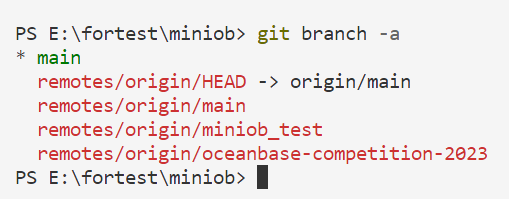 PS E:\fortest\miniob> git branch -a
* main
remotes/origin/HEAD -> origin/main
remotes/origin/main
remotes/origin/miniob_test
remotes/origin/oceanbase-competition-2023
PS E:\fortest\miniob>